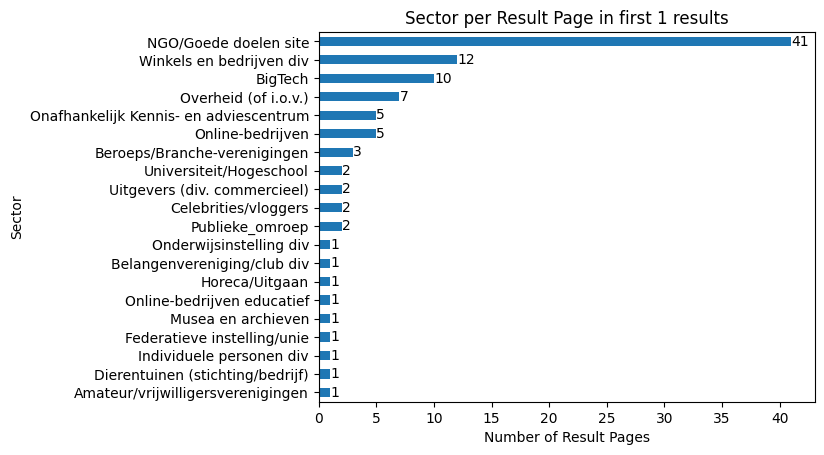 Sector per Result Page in first 1 results
NGO/Goede doelen site 41
Winkels en bedrijven div 12
BigTech 10
Overheid (of i.o.v.) 7
Onafhankelijk Kennis- en adviescentrum 5
Online-bedrijven 5
Beroeps/Branche-verenigingen 3
Universiteit/Hogeschool 2
Uitgevers (div. commercieel) 2
Celebrities/vloggers 2
Publieke_omroep 2
Onderwijsinstelling div 1
Belangenvereniging/club div 1
Horeca/Uitgaan 1
Online-bedrijven educatief 1
Musea en archieven 1
Federatieve instelling/unie 1
Individuele personen div 1
Dierentuinen (stichting/bedrijf) 1
Amateur/vrijwilligersverenigingen 1
Sector
0 5 10 15 20 25 30 35 40
Number of Result Pages